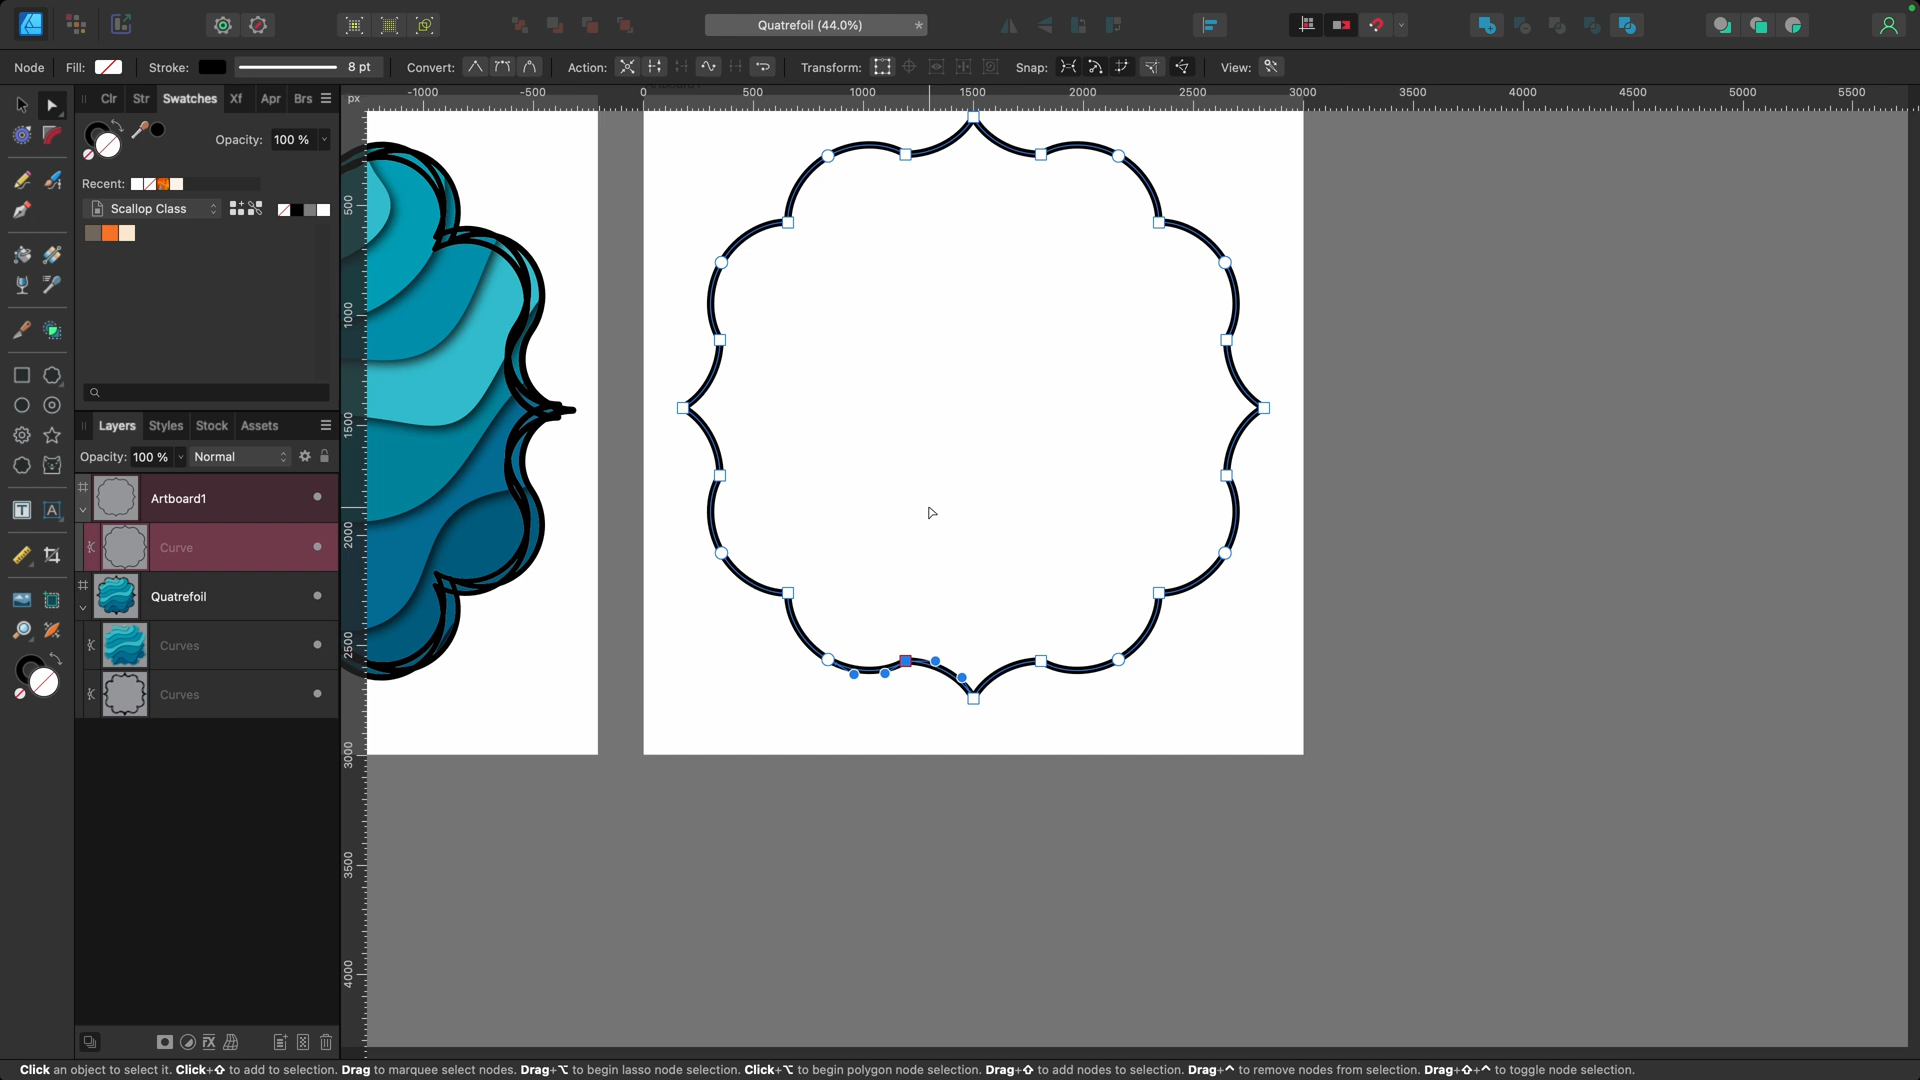 Quatrefoil (44.0%)
*
Node
Fill:
Stroke:
8 pt
Convert:
Action:
Transform:
Snap:
View:
Clr
Str
Swatches
Xf
Apr
Brs
px
-1000
-500
0
500
1000
1500
2000
2500
3000
3500
4000
4500
5000
5500
Opacity:
100 %
Recent:
Scallop Class
500
1000
1500
2000
2500
3000
3500
4000
Layers
Styles
Stock
Assets
Opacity:
100 %
Normal
Artboard1
Curve
Quatrefoil
Curves
Curves
Click an object to select it. Click+⇧ to add to selection. Drag to marquee select nodes. Drag+⌥ to begin lasso node selection. Click+⌥ to begin polygon node selection. Drag+⇧ to add nodes to selection. Drag+⌃ to remove nodes from selection. Drag+⇧+⌃ to toggle node selection.